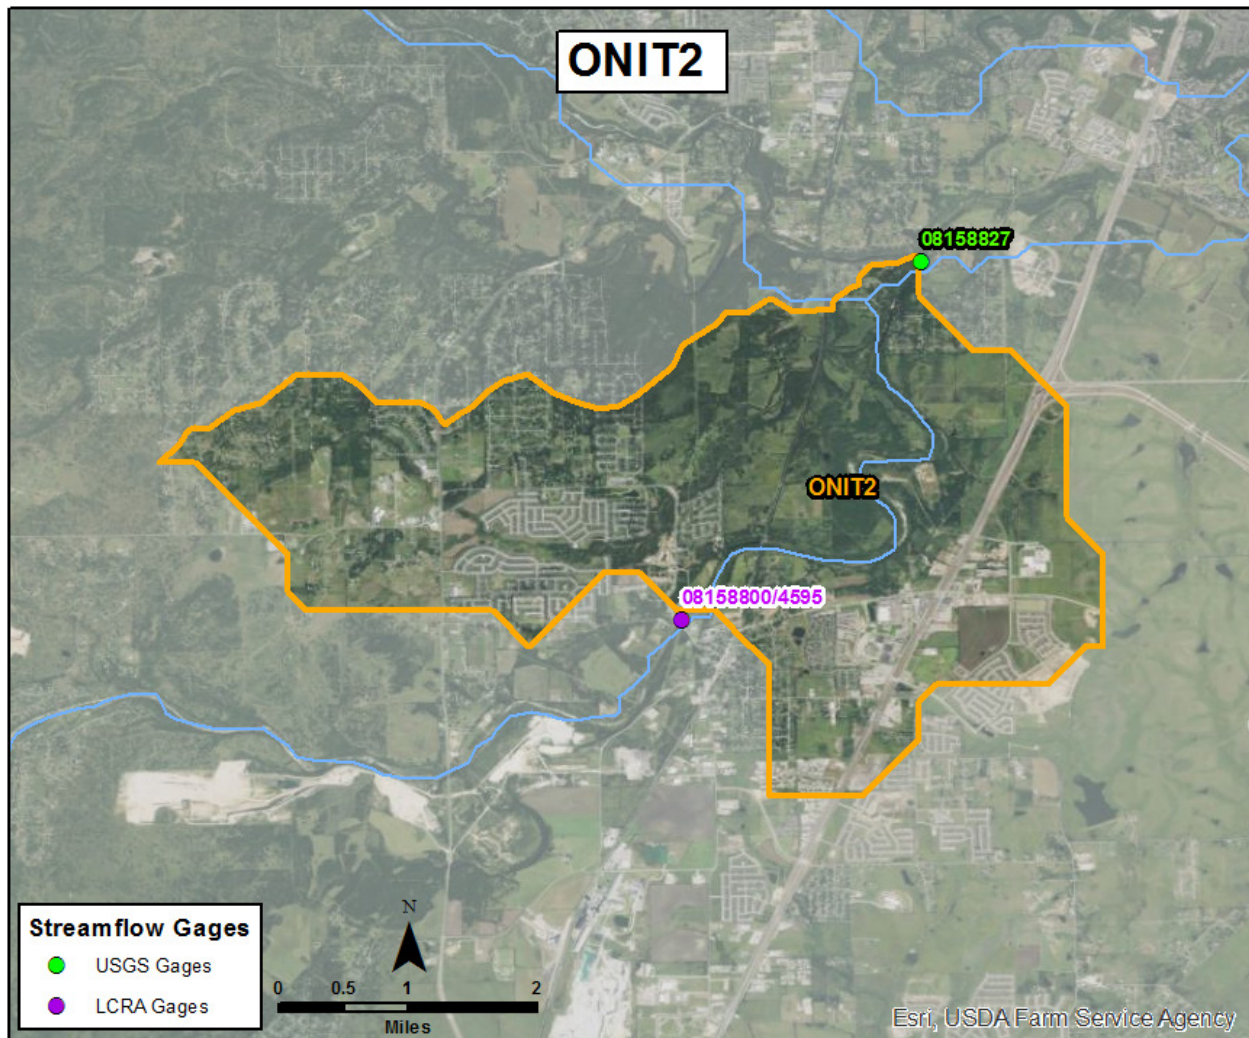 ONIT2
08158827
ONIT2
08158800/4595
Streamflow Gages
USGS Gages
LCRA Gages
N
0 0.5 1 2
Miles
Esri, USDA Farm Service Agency